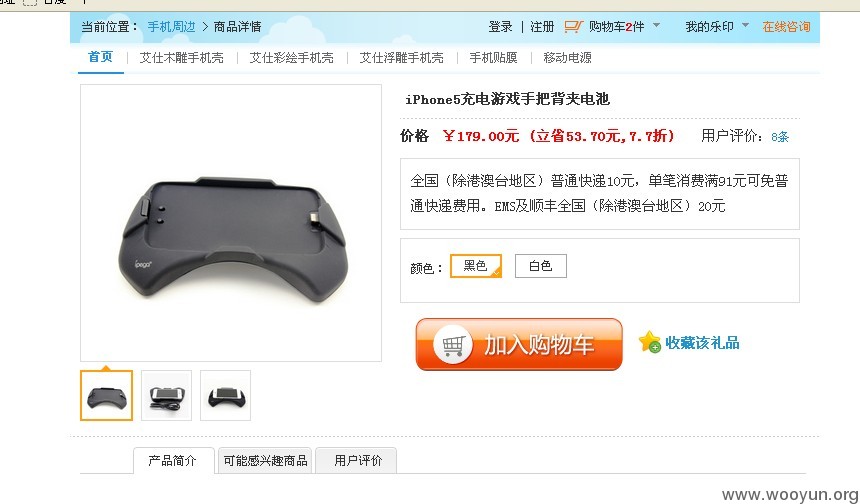 当前位置： 手机周边 > 商品详情 登录 | 注册 购物车2件 我的乐印 在线咨询
首页 | 艾仕木雕手机壳 | 艾仕彩绘手机壳 | 艾仕浮雕手机壳 | 手机贴膜 | 移动电源
iPhone5充电游戏手把背夹电池
价格 ￥179.00元 (立省53.70元,7.7折) 用户评价： 8条
全国（除港澳台地区）普通快递10元，单笔消费满91元可免普
通快递费用。EMS及顺丰全国（除港澳台地区）20元
颜色： 黑色 白色
ipega
加入购物车 收藏该礼品
产品简介 可能感兴趣商品 用户评价
www.wooyun.org